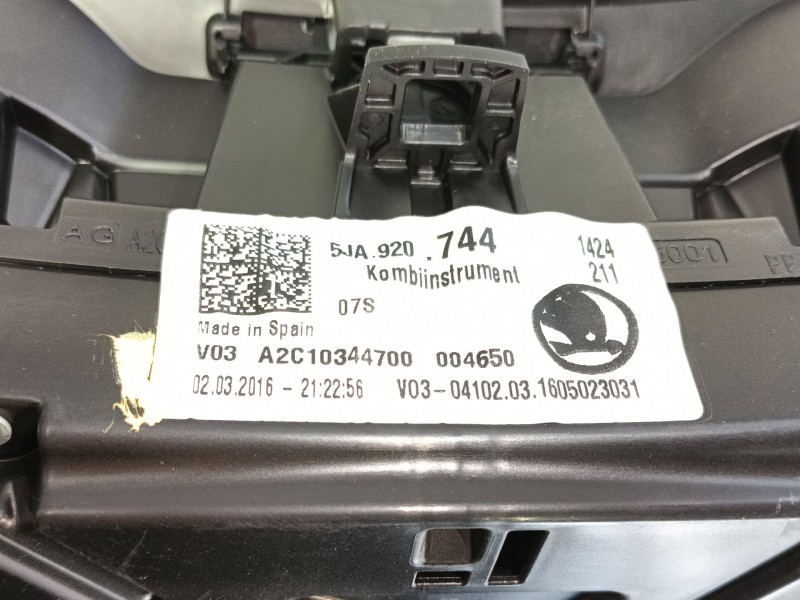 AG
5JA.920 .744 1424
Kombiinstrument 211
07S
Made in Spain
V03 A2C10344700 004650
02.03.2016 - 21:22:56 V03-04102.03.1605023031